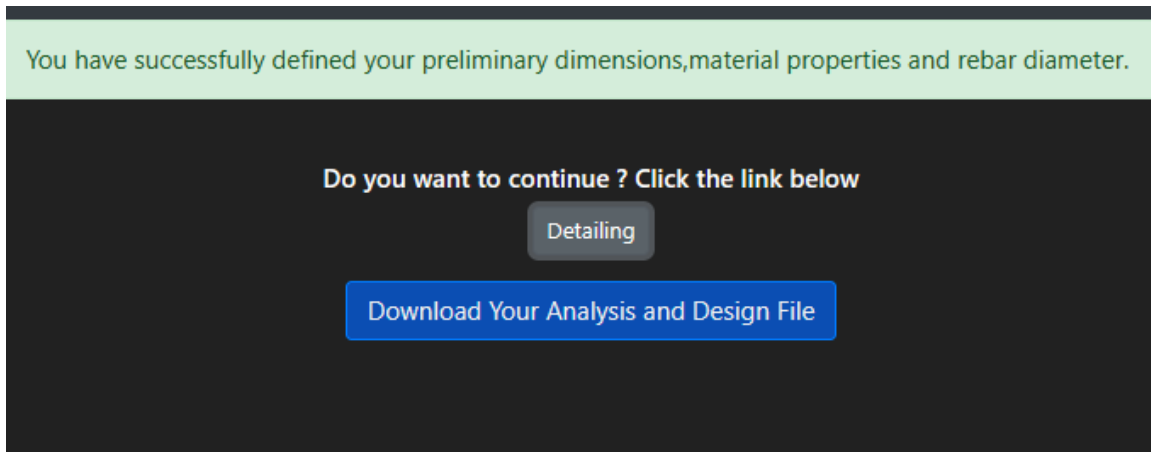 You have successfully defined your preliminary dimensions,material properties and rebar diameter.
Do you want to continue ? Click the link below
Detailing
Download Your Analysis and Design File